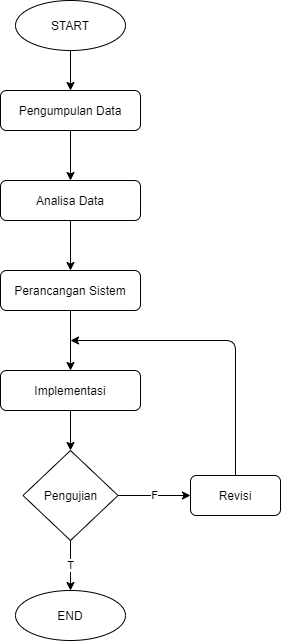 START
Pengumpulan Data
Analisa Data
Perancangan Sistem
Implementasi
Pengujian
F
Revisi
T
END